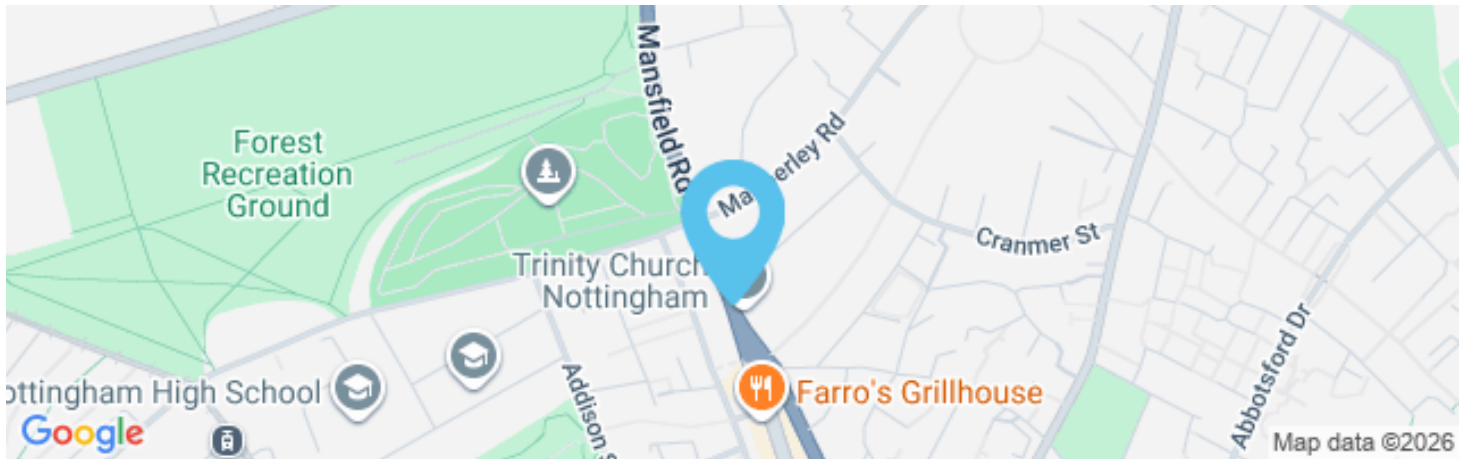 Mansfield Rd
Forest
Recreation
Ground
Ma erley Rd
Cranmer St
Trinity Church
Nottingham
ottingham High School
Addison S
Farro's Grillhouse
Abbotsford Dr
Google
Map data ©2026